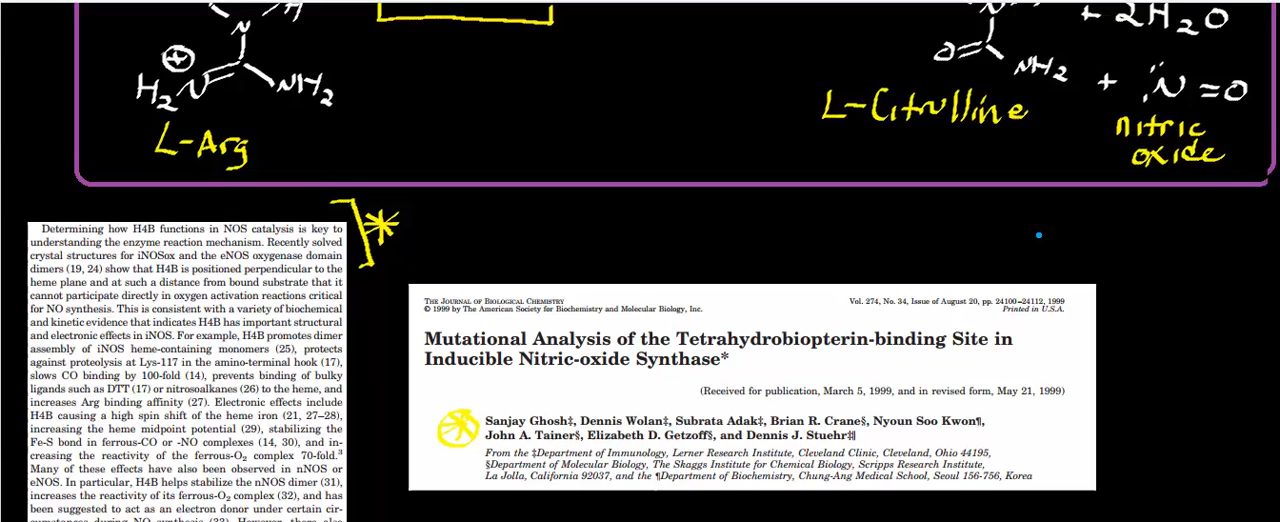 N H
N
+ 2H2O
O= NH2
H2N NH2
+ :N=O
L-Citrulline
nitric
oxide
L-Arg
]*
Determining how H4B functions in NOS catalysis is key to
understanding the enzyme reaction mechanism. Recently solved
crystal structures for iNOSox and the eNOS oxygenase domain
dimers (19, 24) show that H4B is positioned perpendicular to the
heme plane and at such a distance from bound substrate that it
cannot participate directly in oxygen activation reactions critical
for NO synthesis. This is consistent with a variety of biochemical
and kinetic evidence that indicates H4B has important structural
and electronic effects in iNOS. For example, H4B promotes dimer
assembly of iNOS heme-containing monomers (25), protects
against proteolysis at Lys-117 in the amino-terminal hook (17),
slows CO binding by 100-fold (14), prevents binding of bulky
ligands such as DTT (17) or nitrosoalkanes (26) to the heme, and
increases Arg binding affinity (27). Electronic effects include
H4B causing a high spin shift of the heme iron (21, 27–28),
increasing the heme midpoint potential (29), stabilizing the
Fe-S bond in ferrous-CO or -NO complexes (14, 30), and in-
creasing the reactivity of the ferrous-O2 complex 70-fold.3
Many of these effects have also been observed in nNOS or
eNOS. In particular, H4B helps stabilize the nNOS dimer (31),
increases the reactivity of its ferrous-O2 complex (32), and has
been suggested to act as an electron donor under certain cir-
cumstances during NO synthesis (33). However, there also
THE JOURNAL OF BIOLOGICAL CHEMISTRY
© 1999 by The American Society for Biochemistry and Molecular Biology, Inc.
Vol. 274, No. 34, Issue of August 20, pp. 24100–24112, 1999
Printed in U.S.A.
Mutational Analysis of the Tetrahydrobiopterin-binding Site in
Inducible Nitric-oxide Synthase*
(Received for publication, March 5, 1999, and in revised form, May 21, 1999)
Sanjay Ghosh‡, Dennis Wolan‡, Subrata Adak‡, Brian R. Crane§, Nyoun Soo Kwon¶,
John A. Tainer§, Elizabeth D. Getzoff§, and Dennis J. Stuehr‡‖
From the ‡Department of Immunology, Lerner Research Institute, Cleveland Clinic, Cleveland, Ohio 44195,
§Department of Molecular Biology, The Skaggs Institute for Chemical Biology, Scripps Research Institute,
La Jolla, California 92037, and the ¶Department of Biochemistry, Chung-Ang Medical School, Seoul 156-756, Korea